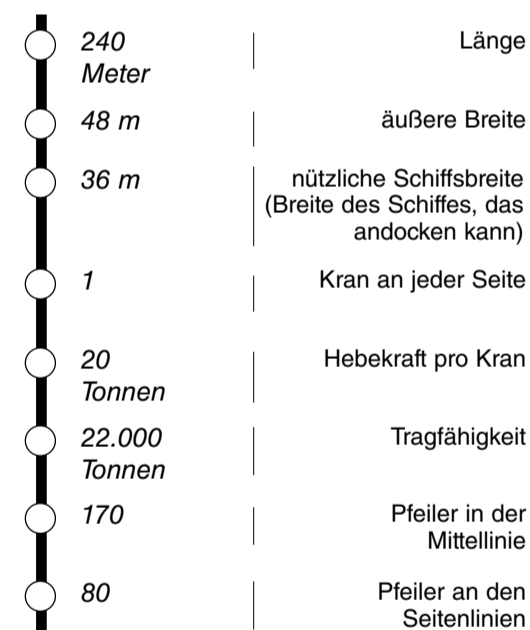 240 Länge
Meter
48 m äußere Breite
36 m nützliche Schiffsbreite
(Breite des Schiffes, das
andocken kann)
1 Kran an jeder Seite
20 Hebekraft pro Kran
Tonnen
22.000 Tragfähigkeit
Tonnen
170 Pfeiler in der
Mittellinie
80 Pfeiler an den
Seitenlinien